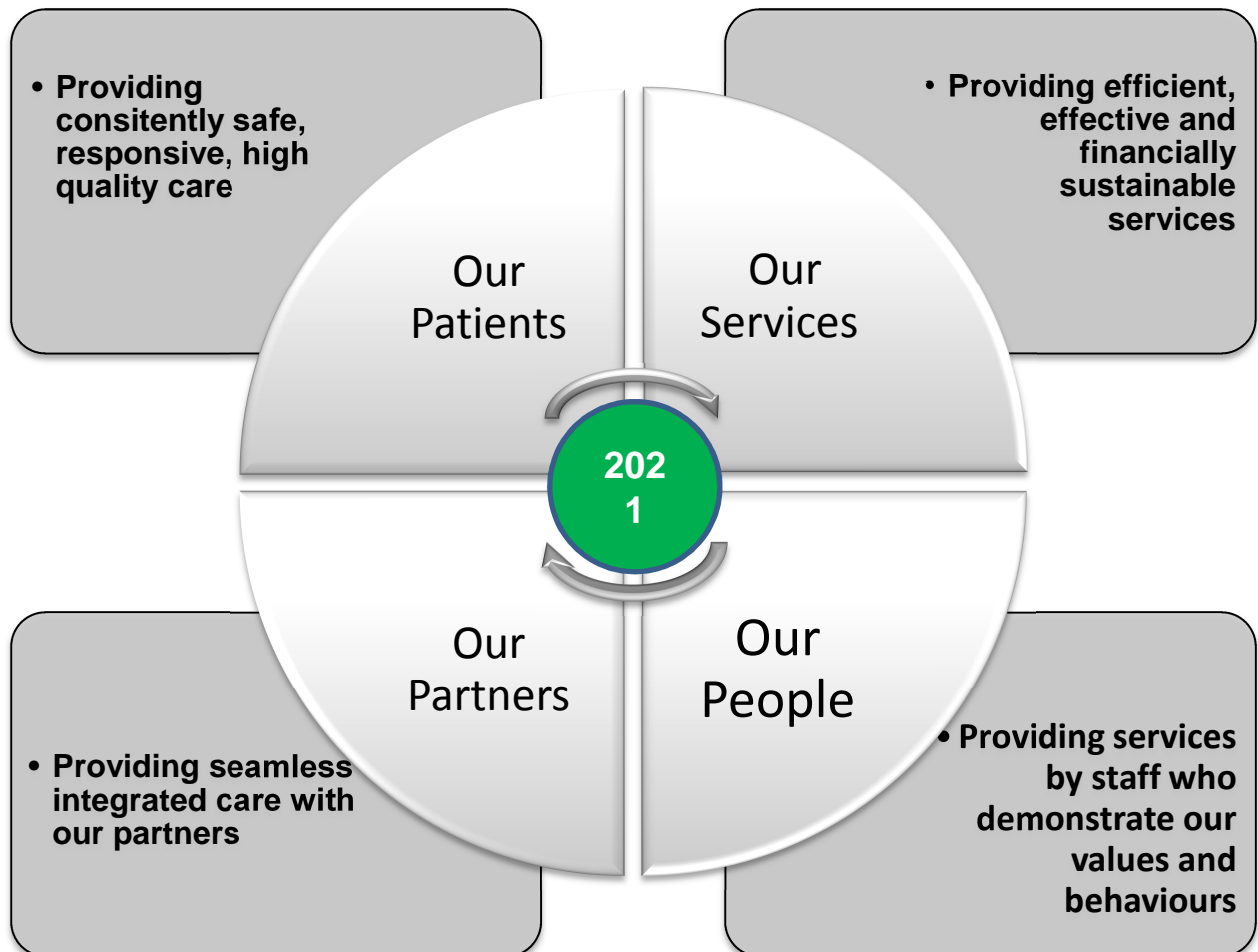 • Providing
consitently safe,
responsive, high
quality care
• Providing efficient,
effective and
financially
sustainable
services
Our
Patients
Our
Services
202
1
Our
Partners
Our
People
• Providing seamless
integrated care with
our partners
• Providing services
by staff who
demonstrate our
values and
behaviours